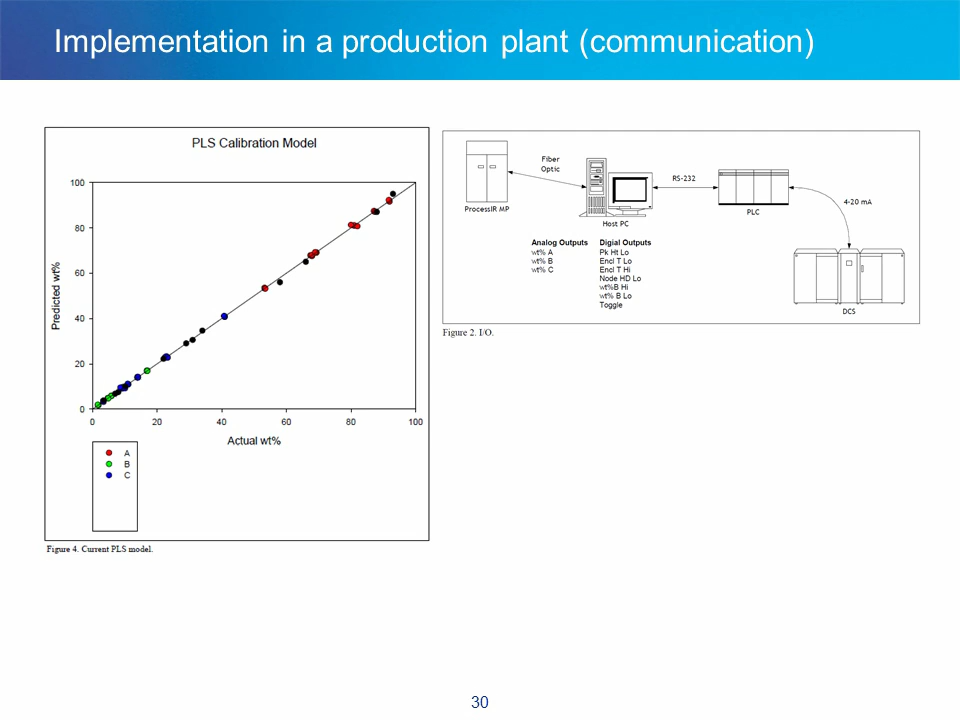 Implementation in a production plant (communication)
PLS Calibration Model
100
80
60
40
20
0
Predicted wt%
0 20 40 60 80 100
Actual wt%
A
B
C
Figure 4. Current PLS model.
Fiber
Optic
RS-232
4-20 mA
ProcessIR MP
Host PC
PLC
DCS
Analog Outputs
wt% A
wt% B
wt% C
Digial Outputs
Pk Ht Lo
Encl T Lo
Encl T Hi
Node HD Lo
wt%B Hi
wt% B Lo
Toggle
Figure 2. I/O.
30